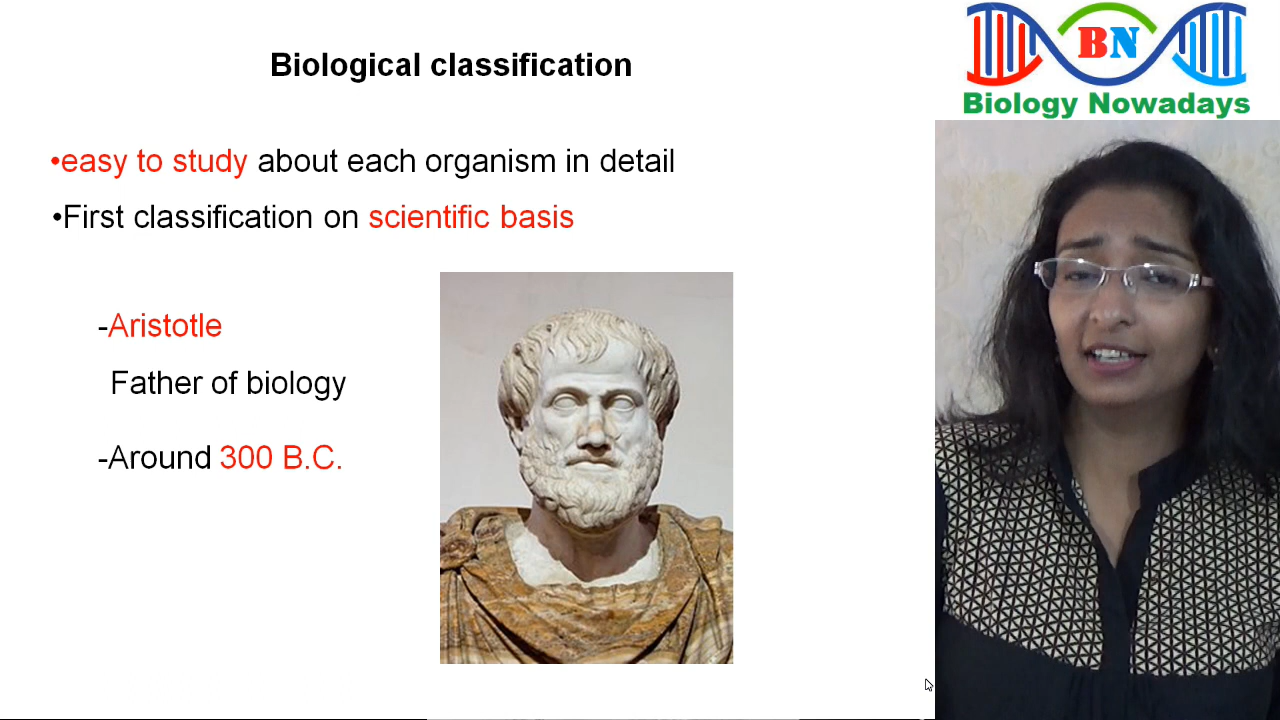 Biological classification
BN
Biology Nowadays
•easy to study about each organism in detail
•First classification on scientific basis
-Aristotle
Father of biology
-Around 300 B.C.